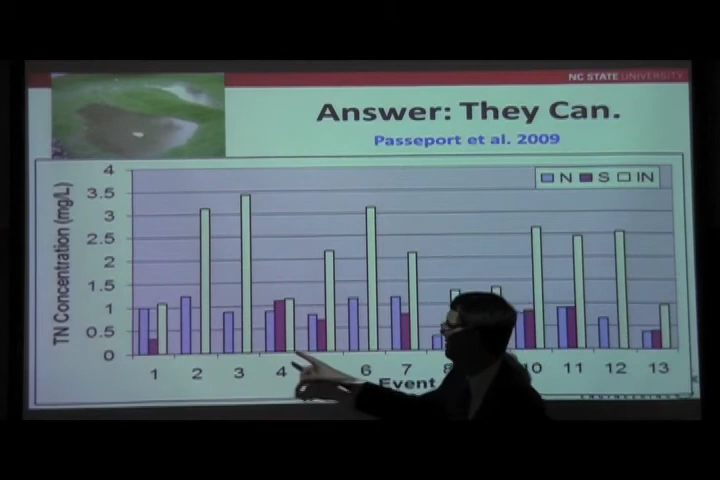 NC STATE UNIVERSITY
Answer: They Can.
Passeport et al. 2009
N S IN
TN Concentration (mg/L)
4
3.5
3
2.5
2
1.5
1
0.5
0
1 2 3 4 6 7 8 10 11 12 13
Event